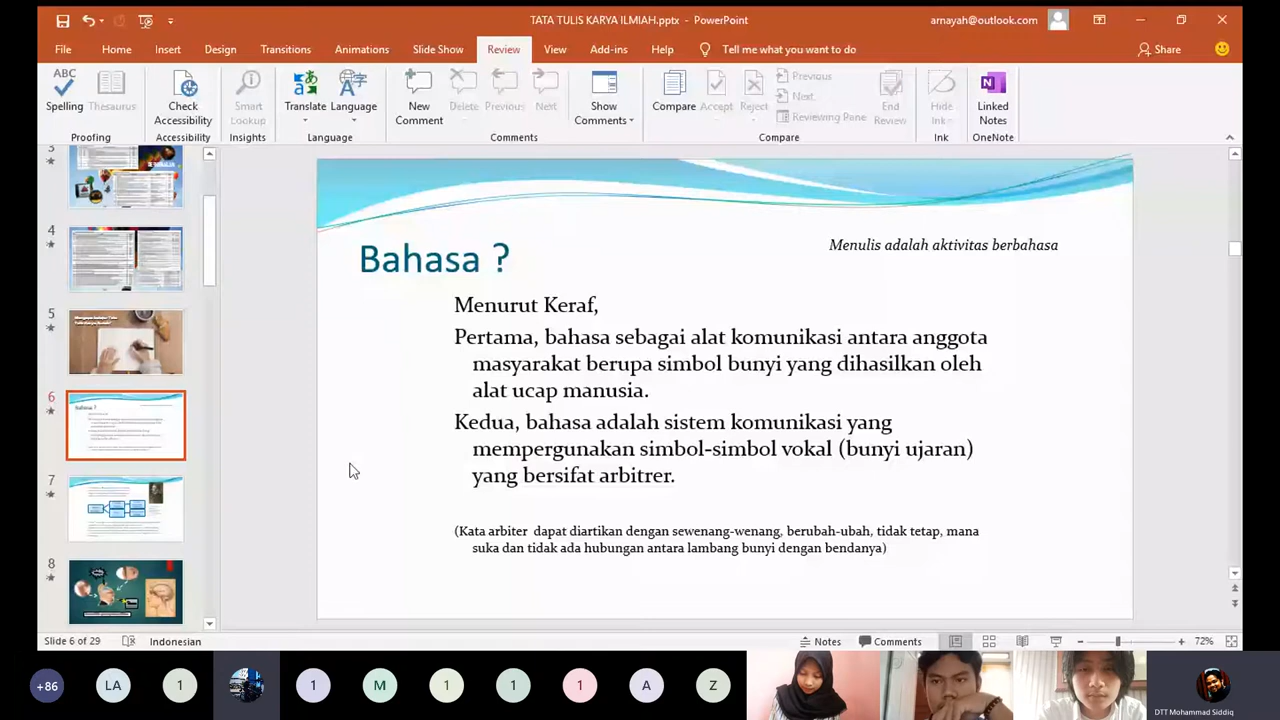 TATA TULIS KARYA ILMIAH.pptx - PowerPoint
arnayah@outlook.com
File Home Insert Design Transitions Animations Slide Show Review View Add-ins Help Tell me what you want to do Share
ABC
Spelling Thesaurus Check Accessibility Smart Lookup Translate Language New Comment Delete Previous Next Show Comments Compare Accept Reject Previous Next Reviewing Pane End Review Hide Ink Linked Notes
Proofing Accessibility Insights Language Comments Compare Ink OneNote
3
4
5
6
7
8
Bahasa ?
Menulis adalah aktivitas berbahasa
Menurut Keraf,
Pertama, bahasa sebagai alat komunikasi antara anggota
masyarakat berupa simbol bunyi yang dihasilkan oleh
alat ucap manusia.
Kedua, bahasa adalah sistem komunikasi yang
mempergunakan simbol-simbol vokal (bunyi ujaran)
yang bersifat arbitrer.
(Kata arbiter dapat diartikan dengan sewenang-wenang, berubah-ubah, tidak tetap, mana
suka dan tidak ada hubungan antara lambang bunyi dengan bendanya)
Slide 6 of 29 Indonesian Notes Comments 72%
+86 LA 1 1 M 1 1 1 A Z
DTT Mohammad Siddiq